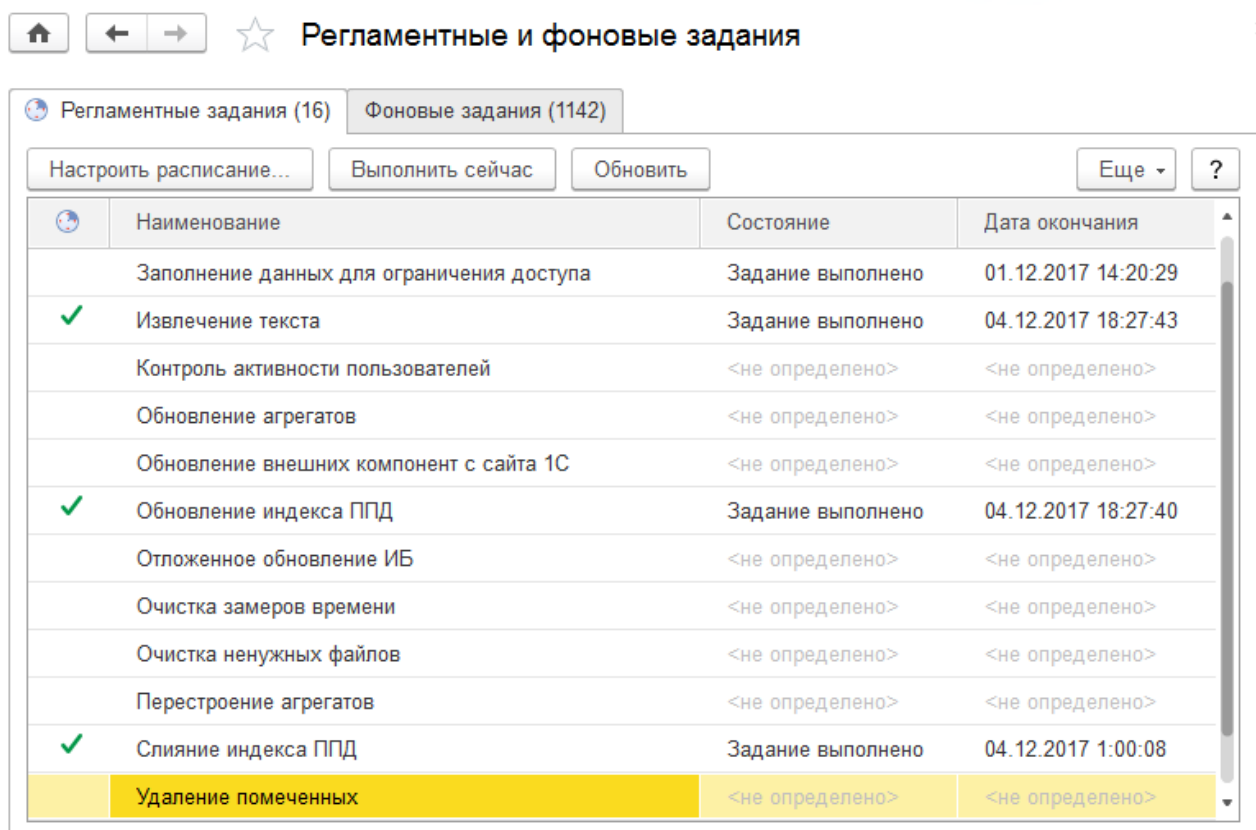 Регламентные и фоновые задания
Регламентные задания (16) Фоновые задания (1142)
Настроить расписание... Выполнить сейчас Обновить Еще ?
Наименование Состояние Дата окончания
Заполнение данных для ограничения доступа Задание выполнено 01.12.2017 14:20:29
Извлечение текста Задание выполнено 04.12.2017 18:27:43
Контроль активности пользователей <не определено> <не определено>
Обновление агрегатов <не определено> <не определено>
Обновление внешних компонент с сайта 1С <не определено> <не определено>
Обновление индекса ППД Задание выполнено 04.12.2017 18:27:40
Отложенное обновление ИБ <не определено> <не определено>
Очистка замеров времени <не определено> <не определено>
Очистка ненужных файлов <не определено> <не определено>
Перестроение агрегатов <не определено> <не определено>
Слияние индекса ППД Задание выполнено 04.12.2017 1:00:08
Удаление помеченных <не определено> <не определено>